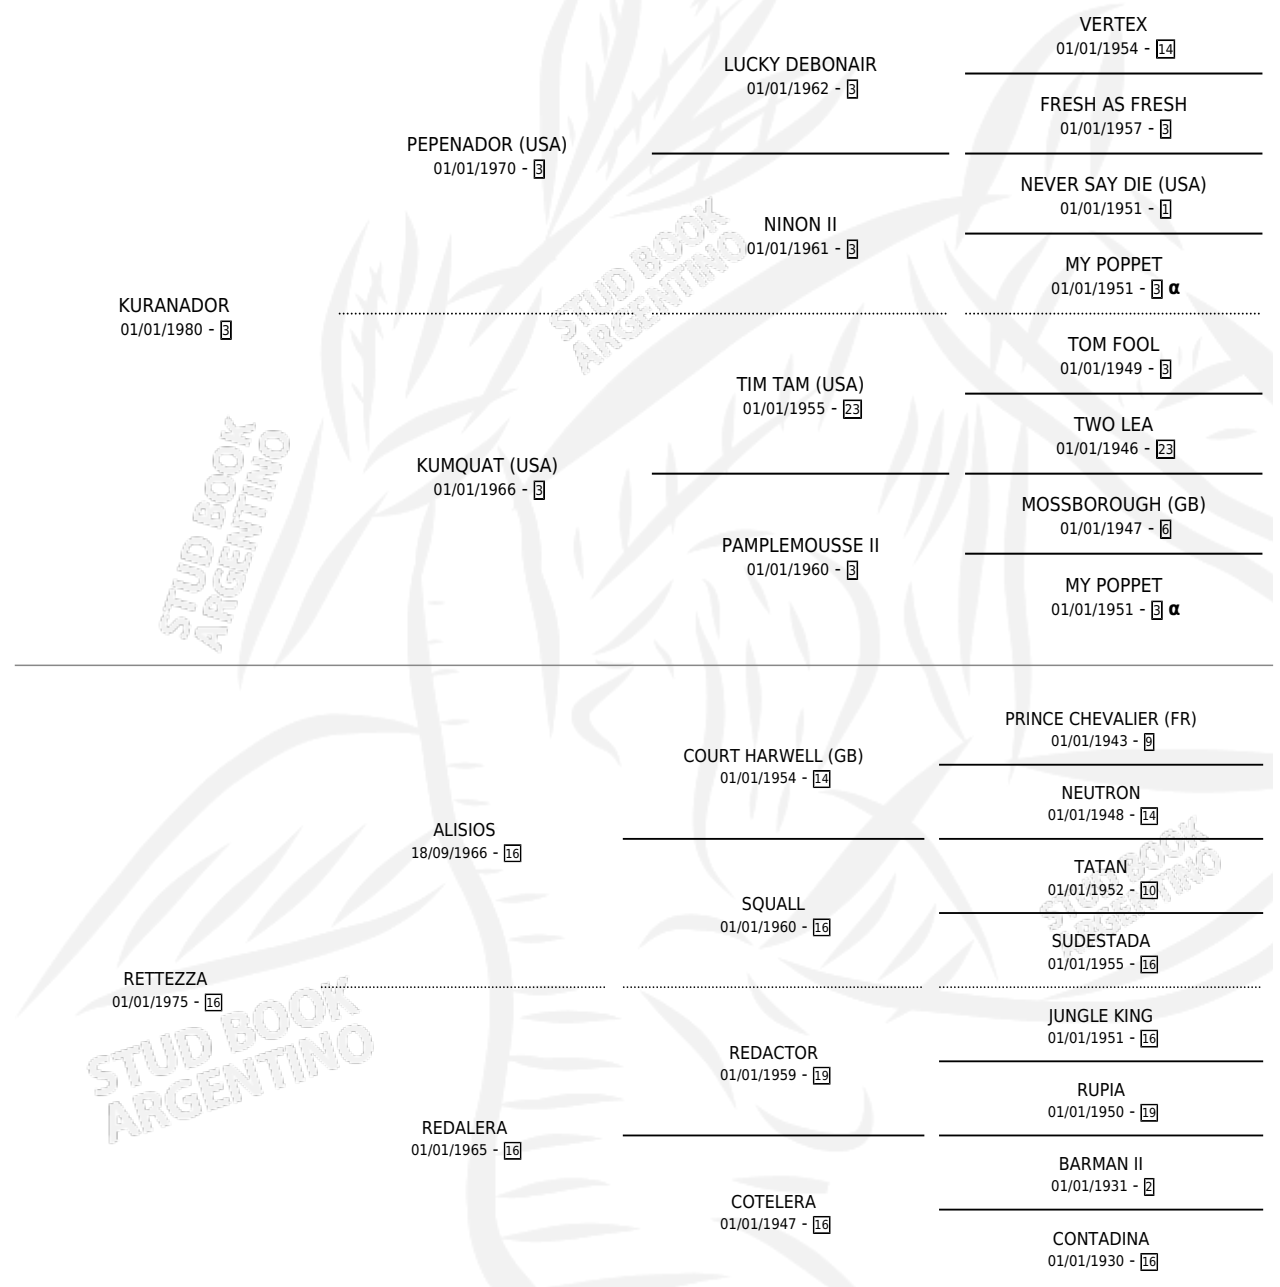 VERTEX
01/01/1954 - 14
LUCKY DEBONAIR
01/01/1962 - 3
FRESH AS FRESH
01/01/1957 - 3
PEPENADOR (USA)
01/01/1970 - 3
NEVER SAY DIE (USA)
01/01/1951 - 1
NINON II
01/01/1961 - 3
MY POPPET
01/01/1951 - 3 α
KURANADOR
01/01/1980 - 3
TOM FOOL
01/01/1949 - 3
TIM TAM (USA)
01/01/1955 - 23
TWO LEA
01/01/1946 - 23
KUMQUAT (USA)
01/01/1966 - 3
MOSSBOROUGH (GB)
01/01/1947 - 6
PAMPLEMOUSSE II
01/01/1960 - 3
MY POPPET
01/01/1951 - 3 α
PRINCE CHEVALIER (FR)
01/01/1943 - 9
COURT HARWELL (GB)
01/01/1954 - 14
NEUTRON
01/01/1948 - 14
ALISIOS
18/09/1966 - 16
TATAN
01/01/1952 - 10
SQUALL
01/01/1960 - 16
SUDESTADA
01/01/1955 - 16
RETTEZZA
01/01/1975 - 16
JUNGLE KING
01/01/1951 - 16
REDACTOR
01/01/1959 - 19
RUPIA
01/01/1950 - 19
REDALERA
01/01/1965 - 16
BARMAN II
01/01/1931 - 2
COTELERA
01/01/1947 - 16
CONTADINA
01/01/1930 - 16
STUD BOOK
ARGENTINO
STUD BOOK
ARGENTINO
STUD BOOK
ARGENTINO
STUD BOOK
ARGENTINO